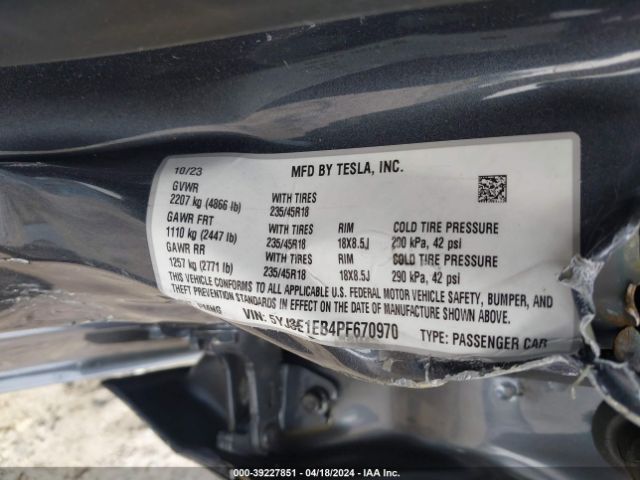 10/23 MFD BY TESLA, INC.
GVWR
2207 kg (4866 lb) WITH TIRES
235/45R18
GAWR FRT WITH TIRES RIM COLD TIRE PRESSURE
1110 kg (2447 lb) 235/45R18 18X8.5J 290 kPa, 42 psi
GAWR RR WITH TIRES RIM COLD TIRE PRESSURE
1257 kg (2771 lb) 235/45R18 18X8.5J 290 kPa, 42 psi
THIS VEHICLE CONFORMS TO ALL APPLICABLE U.S. FEDERAL MOTOR VEHICLE SAFETY, BUMPER, AND
THEFT PREVENTION STANDARDS IN EFFECT ON THE DATE OF MANUFACTURE SHOWN ABOVE.
VIN: 5YJ3E1EB4PF670970 TYPE: PASSENGER CAR
000-39227851 | 04/18/2024 | IAA Inc.